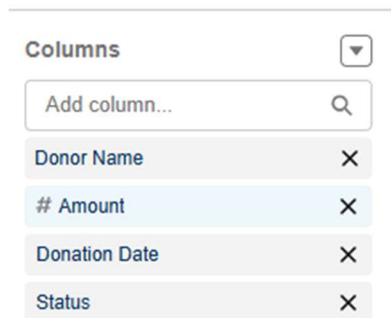 Columns
Add column...
Donor Name
# Amount
Donation Date
Status